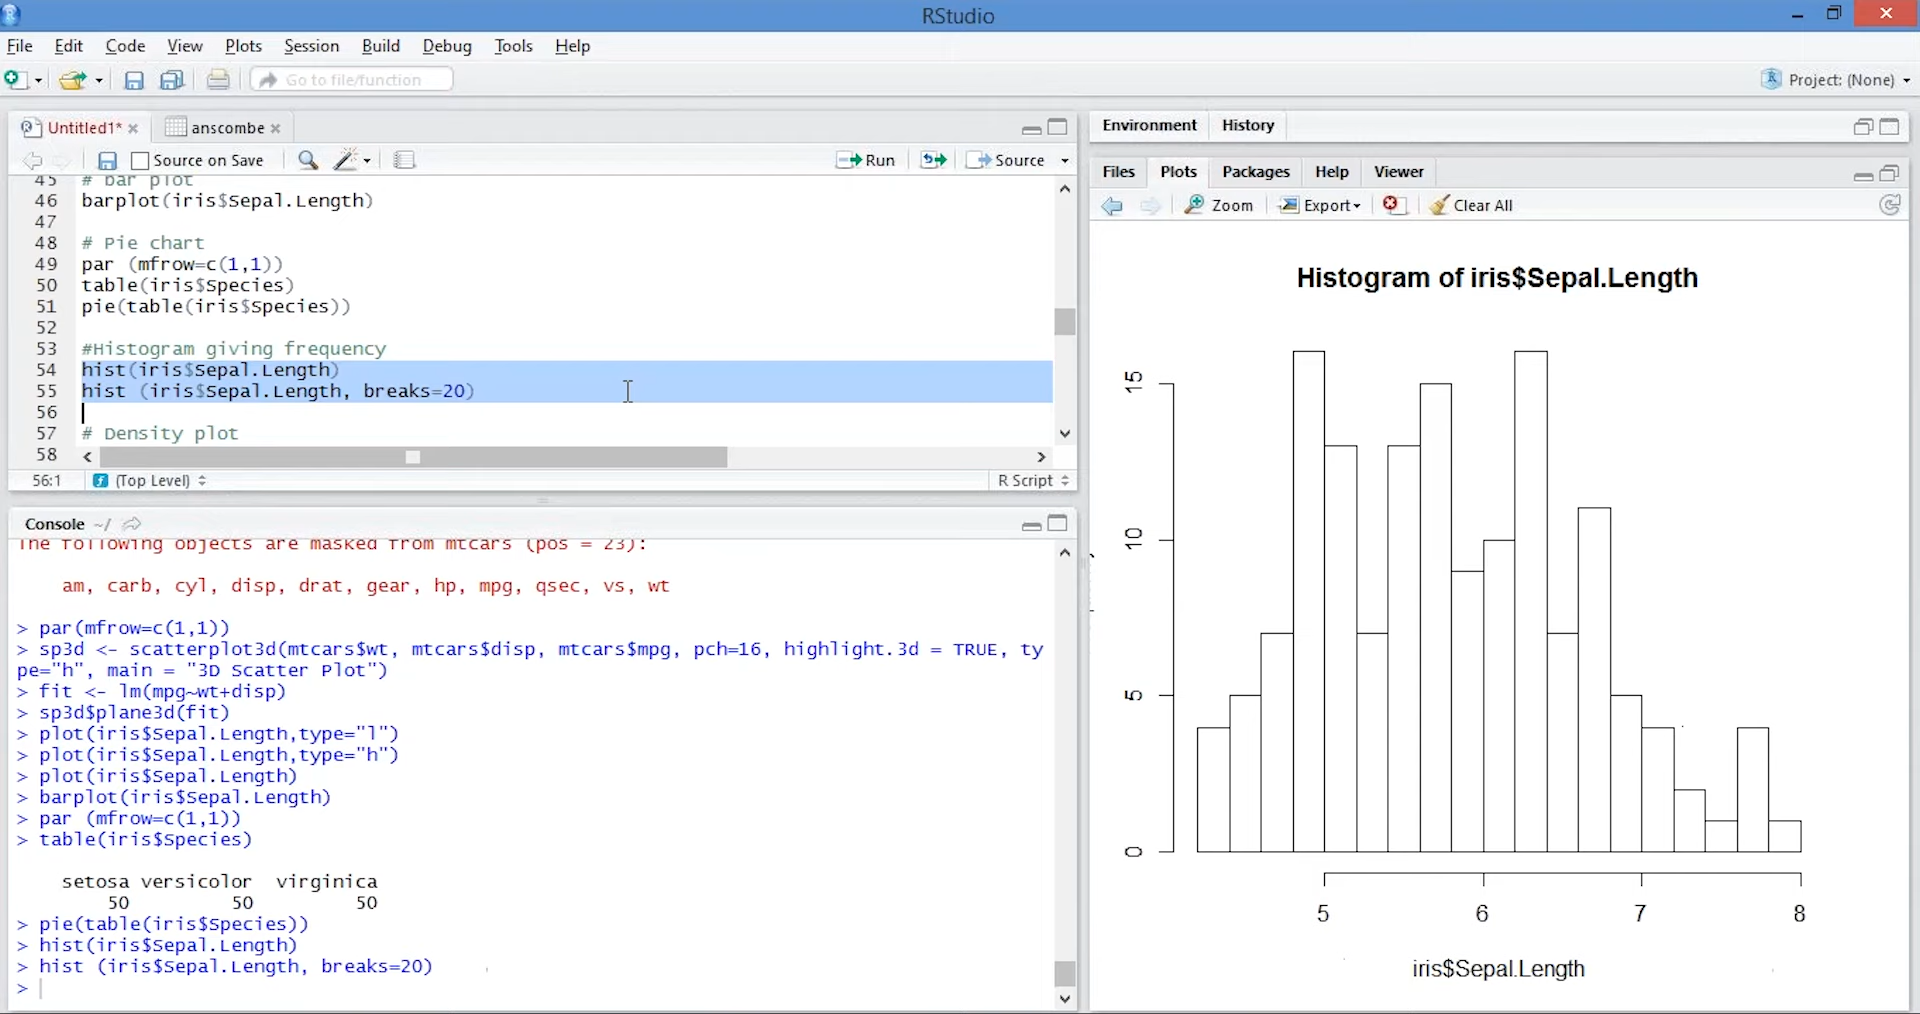 RStudio
File Edit Code View Plots Session Build Debug Tools Help
Go to file/function
Project: (None)
Untitled1* anscombe
Source on Save Run Source
45 # bar plot
46 barplot(iris$Sepal.Length)
47
48 # Pie chart
49 par (mfrow=c(1,1))
50 table(iris$Species)
51 pie(table(iris$Species))
52
53 #Histogram giving frequency
54 hist(iris$Sepal.Length)
55 hist (iris$Sepal.Length, breaks=20)
56
57 # Density plot
58
56:1 (Top Level) R Script
Console ~/
The following objects are masked from mtcars (pos = 23):
am, carb, cyl, disp, drat, gear, hp, mpg, qsec, vs, wt
> par(mfrow=c(1,1))
> sp3d <- scatterplot3d(mtcars$wt, mtcars$disp, mtcars$mpg, pch=16, highlight.3d = TRUE, ty
pe="h", main = "3D Scatter Plot")
> fit <- lm(mpg~wt+disp)
> sp3d$plane3d(fit)
> plot(iris$Sepal.Length,type="l")
> plot(iris$Sepal.Length,type="h")
> plot(iris$Sepal.Length)
> barplot(iris$Sepal.Length)
> par (mfrow=c(1,1))
> table(iris$Species)
setosa versicolor virginica
50 50 50
> pie(table(iris$Species))
> hist(iris$Sepal.Length)
> hist (iris$Sepal.Length, breaks=20)
>
Environment History
Files Plots Packages Help Viewer
Zoom Export Clear All
Histogram of iris$Sepal.Length
15
10
5
0
5 6 7 8
iris$Sepal.Length